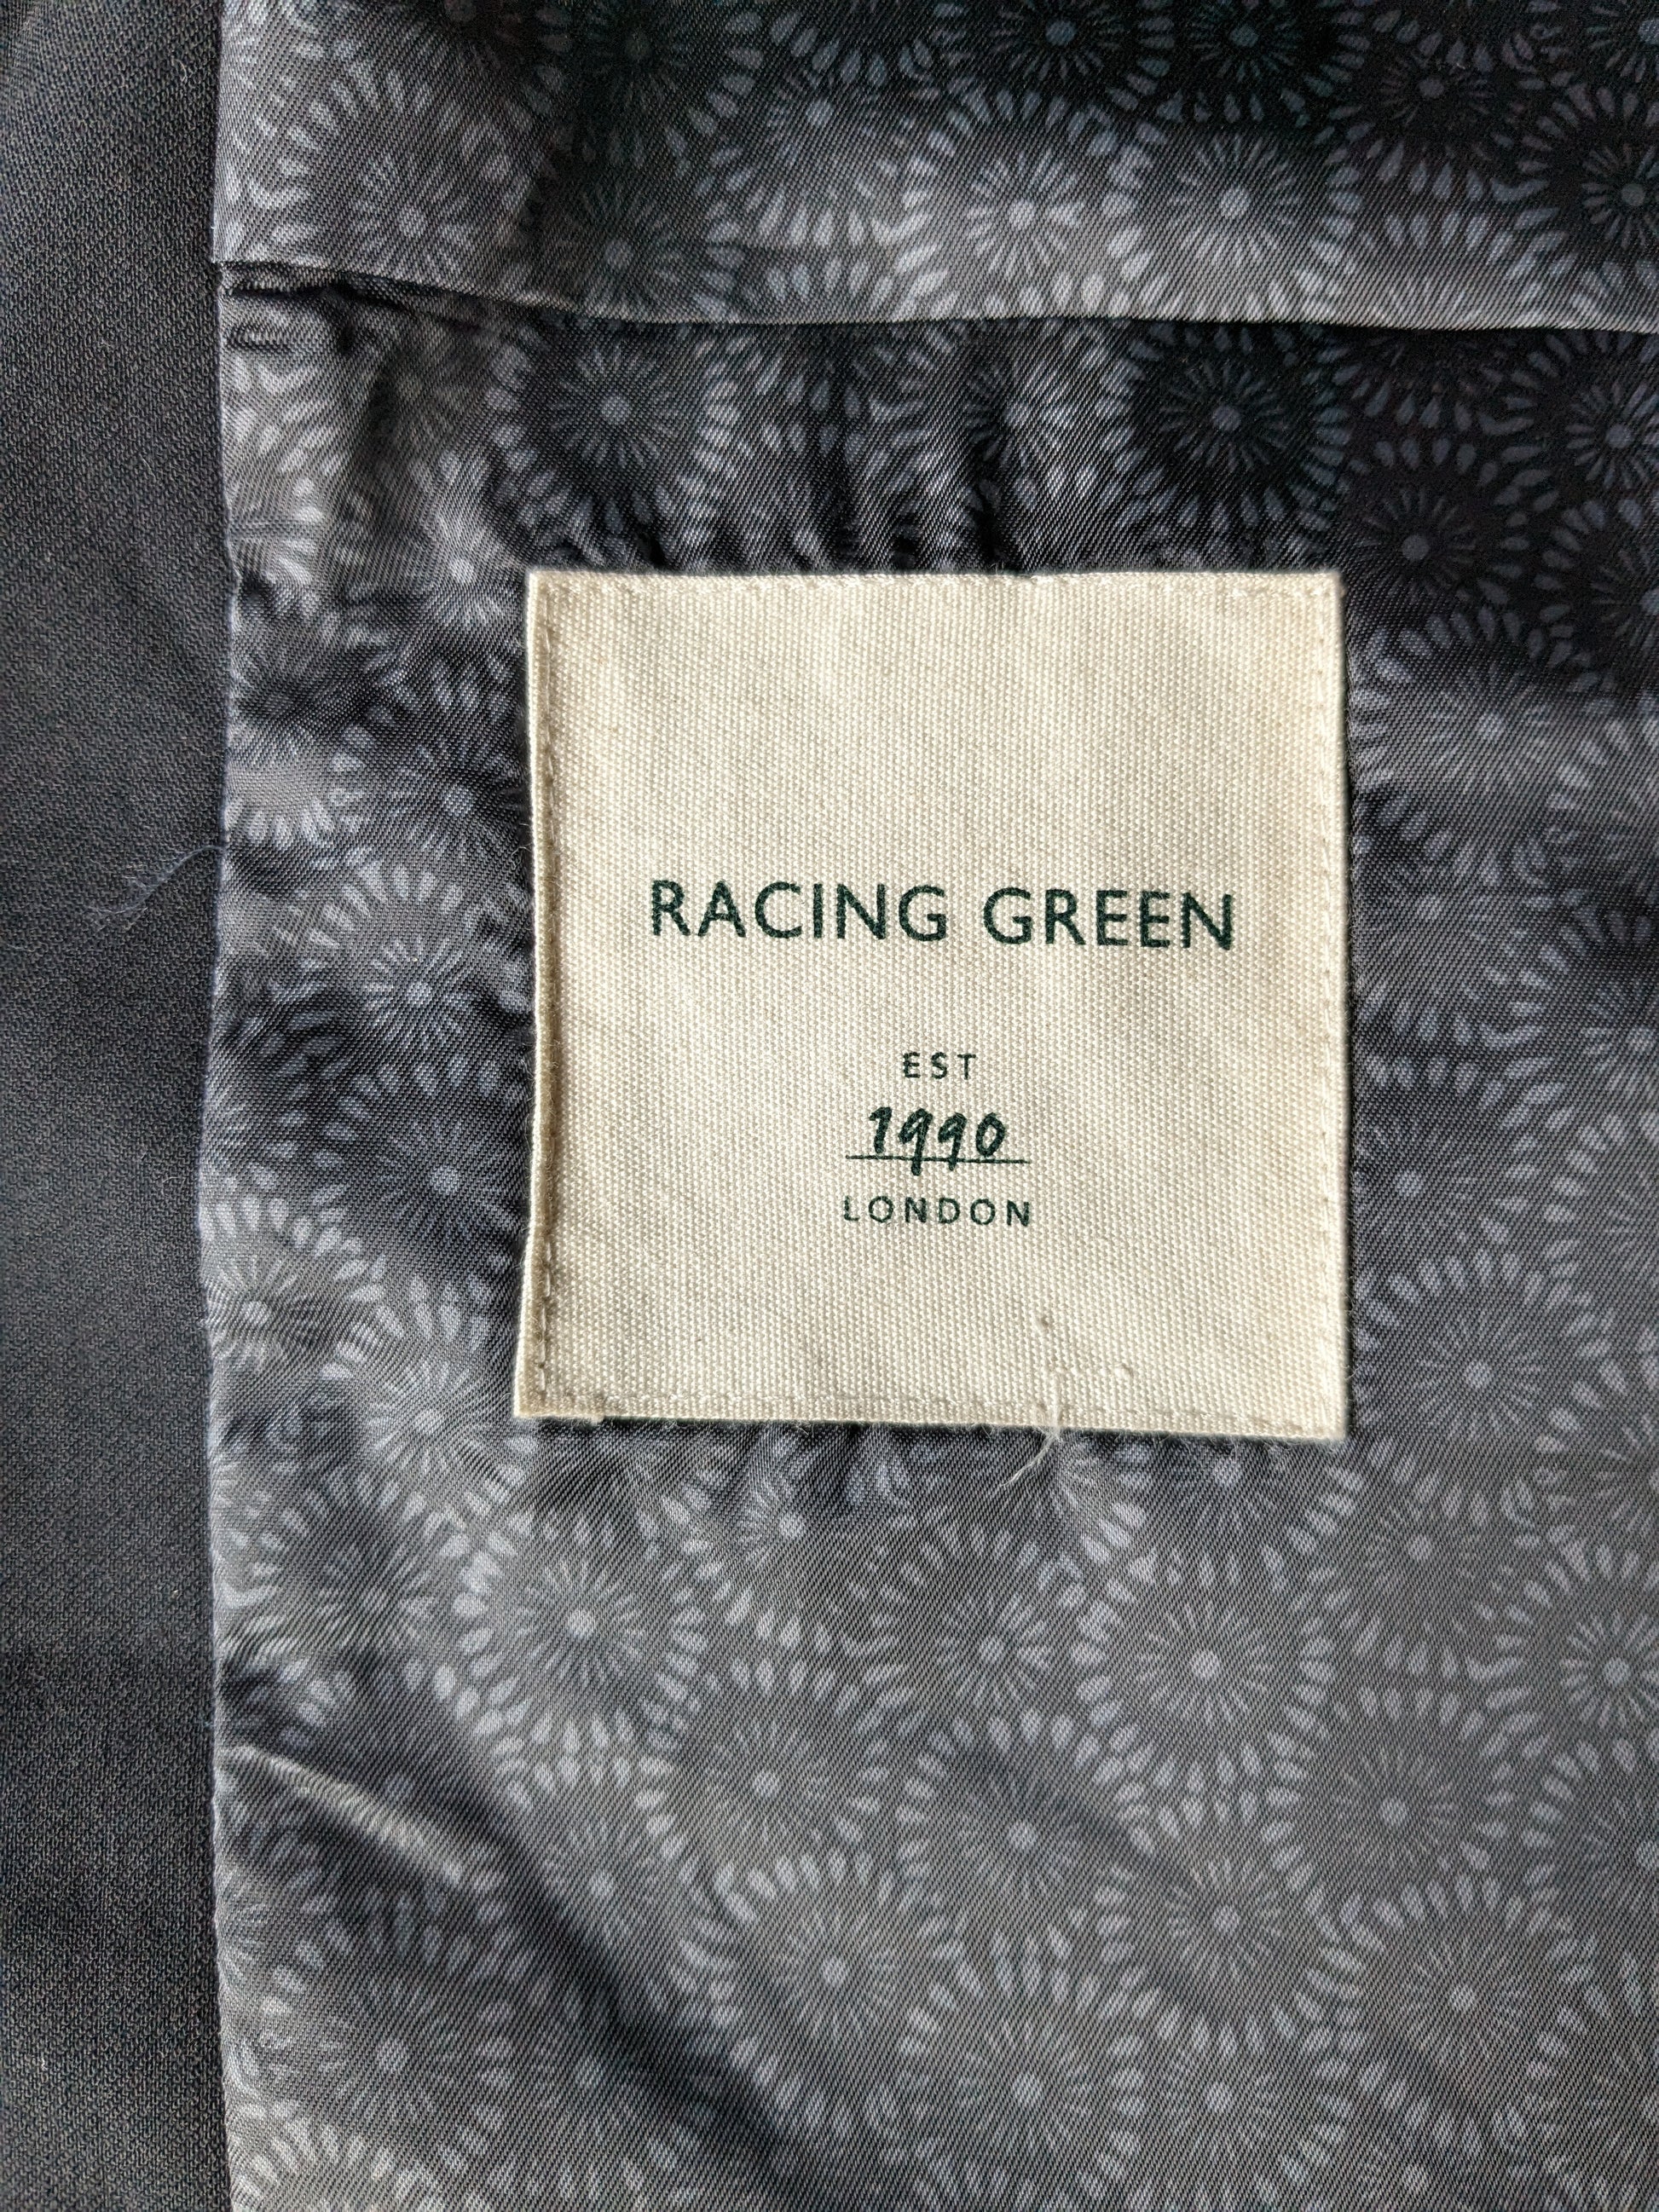 RACING GREEN
EST
1990
LONDON